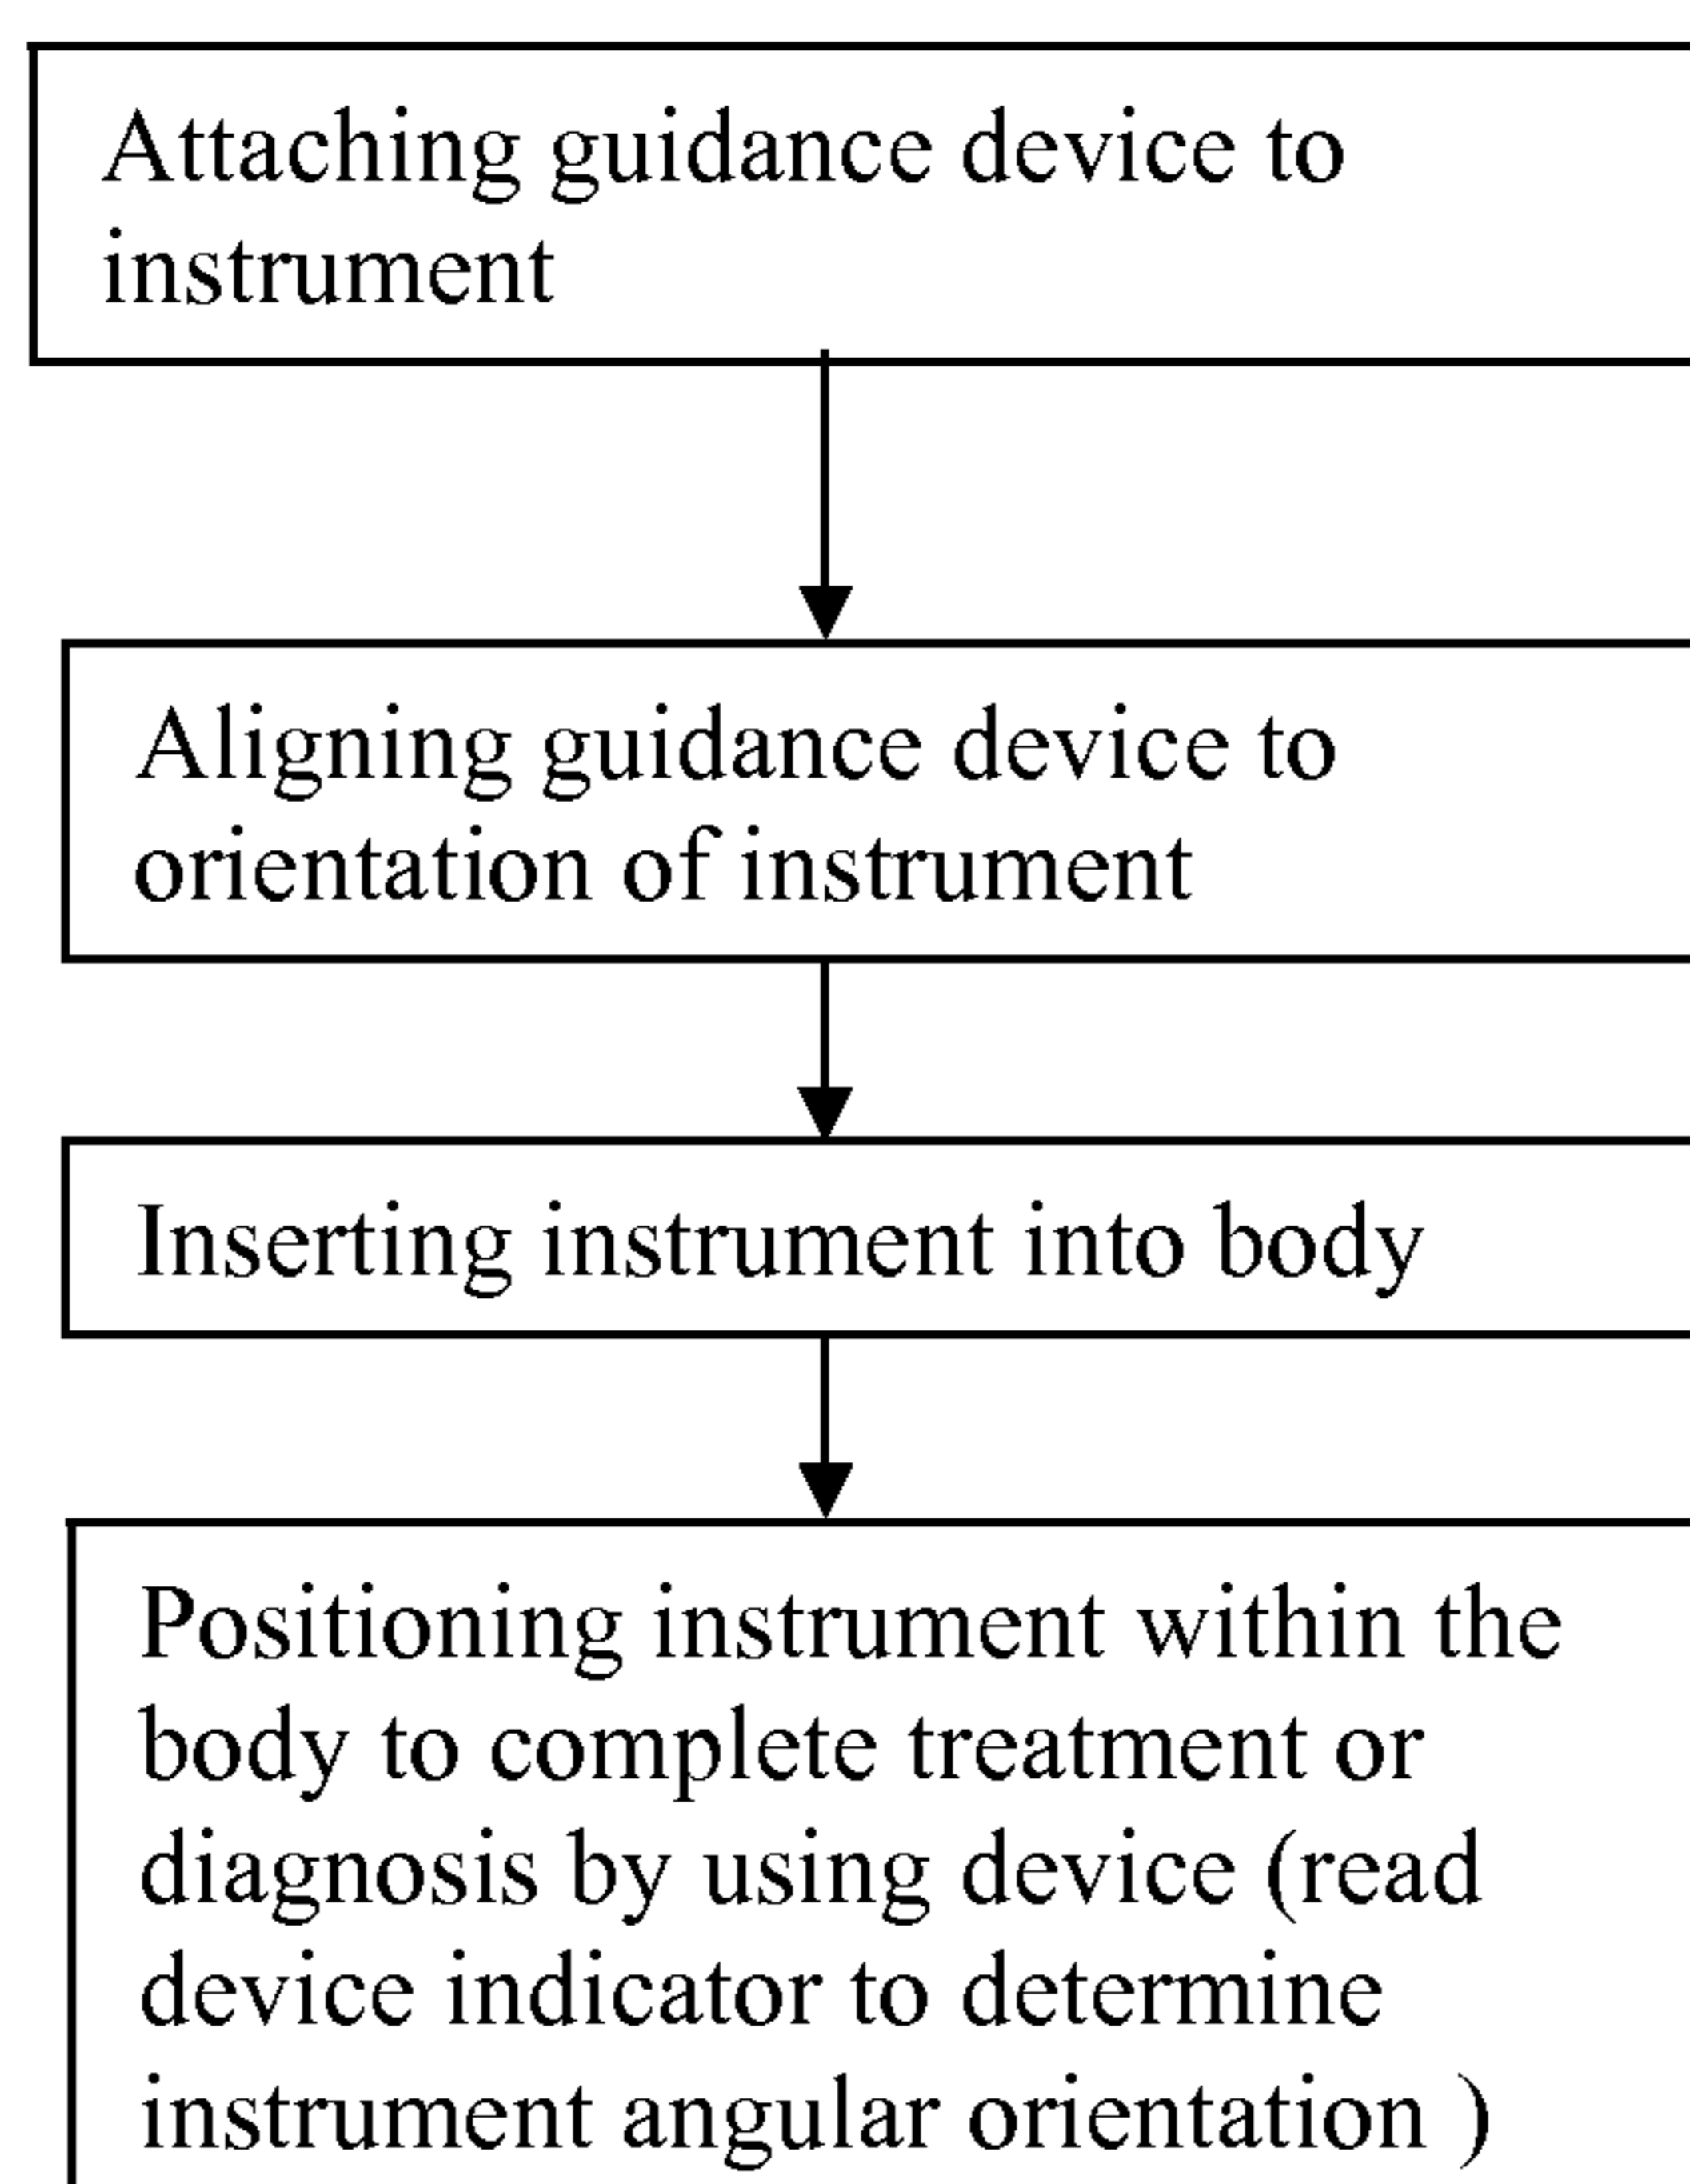 Attaching guidance device to
instrument
Aligning guidance device to
orientation of instrument
Inserting instrument into body
Positioning instrument within the
body to complete treatment or
diagnosis by using device (read
device indicator to determine
instrument angular orientation )